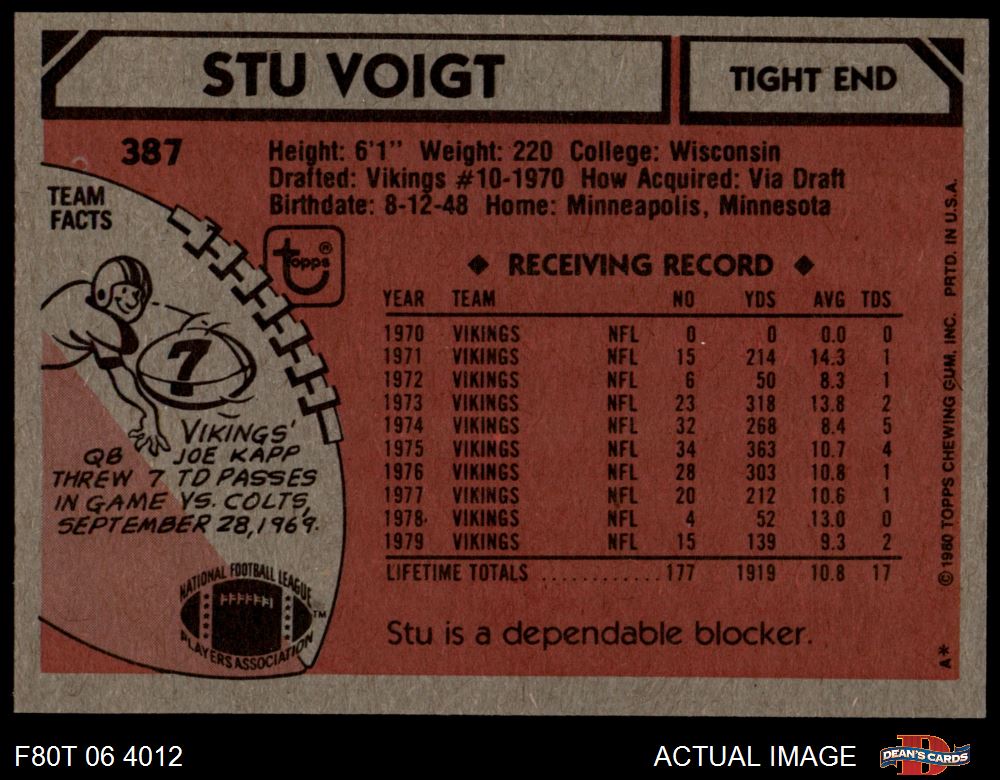 STU VOIGT
TIGHT END
387
Height: 6'1" Weight: 220 College: Wisconsin
Drafted: Vikings #10-1970 How Acquired: Via Draft
Birthdate: 8-12-48 Home: Minneapolis, Minnesota
TEAM
FACTS
7
VIKINGS'
QB JOE KAPP
THREW 7 TD PASSES
IN GAME VS. COLTS,
SEPTEMBER 28, 1969.
topps®
◆ RECEIVING RECORD ◆
YEAR TEAM NO YDS AVG TDS
1970 VIKINGS NFL 0 0 0.0 0
1971 VIKINGS NFL 15 214 14.3 1
1972 VIKINGS NFL 6 50 8.3 1
1973 VIKINGS NFL 23 318 13.8 2
1974 VIKINGS NFL 32 268 8.4 5
1975 VIKINGS NFL 34 363 10.7 4
1976 VIKINGS NFL 28 303 10.8 1
1977 VIKINGS NFL 20 212 10.6 1
1978 VIKINGS NFL 4 52 13.0 0
1979 VIKINGS NFL 15 139 9.3 2
LIFETIME TOTALS ............ 177 1919 10.8 17
Stu is a dependable blocker.
NATIONAL FOOTBALL LEAGUE
PLAYERS ASSOCIATION
TM
A* © 1980 TOPPS CHEWING GUM, INC. PRTD. IN U.S.A.
F80T 06 4012
ACTUAL IMAGE
D
DEAN'S CARDS